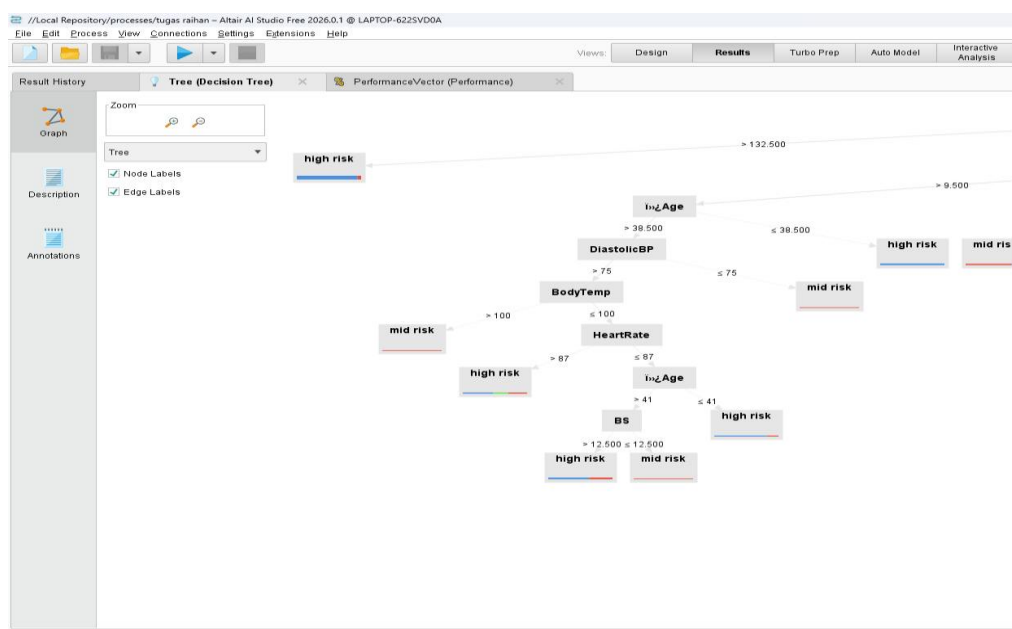 //Local Repository/processes/tugas raihan – Altair AI Studio Free 2026.0.1 @ LAPTOP-622SVD0A
File Edit Process View Connections Settings Extensions Help
Views: Design Results Turbo Prep Auto Model Interactive Analysis
Result History Tree (Decision Tree) PerformanceVector (Performance)
Graph
Description
Annotations
Zoom
Tree
Node Labels
Edge Labels
> 132.500
high risk
> 9.500
ï»¿Age
> 38.500 ≤ 38.500
DiastolicBP high risk mid ris
> 75 ≤ 75
BodyTemp mid risk
> 100 ≤ 100
mid risk HeartRate
> 87 ≤ 87
high risk ï»¿Age
> 41 ≤ 41
BS high risk
> 12.500 ≤ 12.500
high risk mid risk